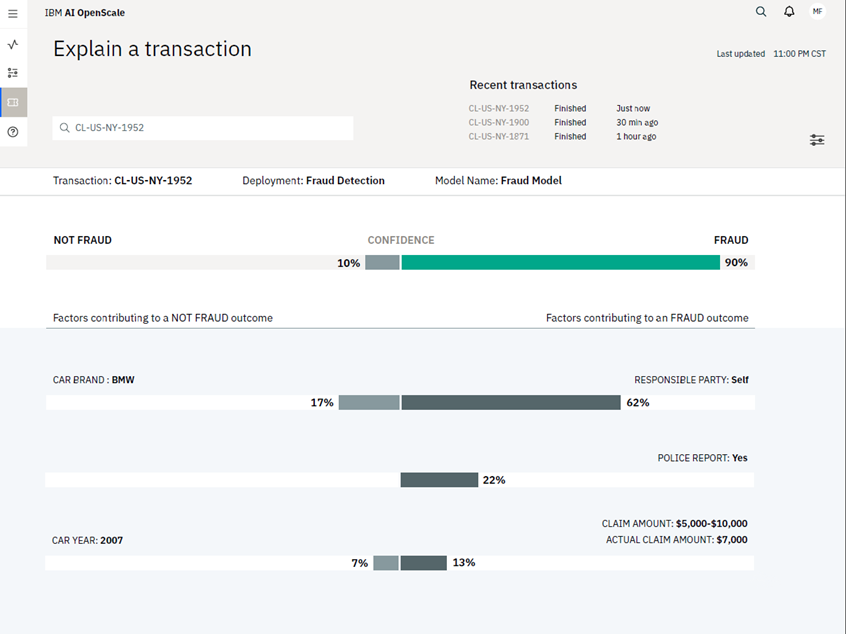 IBM AI OpenScale
MF
Explain a transaction
Last updated 11:00 PM CST
Recent transactions
CL-US-NY-1952 Finished Just now
CL-US-NY-1900 Finished 30 min ago
CL-US-NY-1871 Finished 1 hour ago
CL-US-NY-1952
Transaction: CL-US-NY-1952 Deployment: Fraud Detection Model Name: Fraud Model
NOT FRAUD CONFIDENCE FRAUD
10% 90%
Factors contributing to a NOT FRAUD outcome Factors contributing to an FRAUD outcome
CAR BRAND : BMW RESPONSIBLE PARTY: Self
17% 62%
POLICE REPORT: Yes
22%
CLAIM AMOUNT: $5,000-$10,000
CAR YEAR: 2007 ACTUAL CLAIM AMOUNT: $7,000
7% 13%